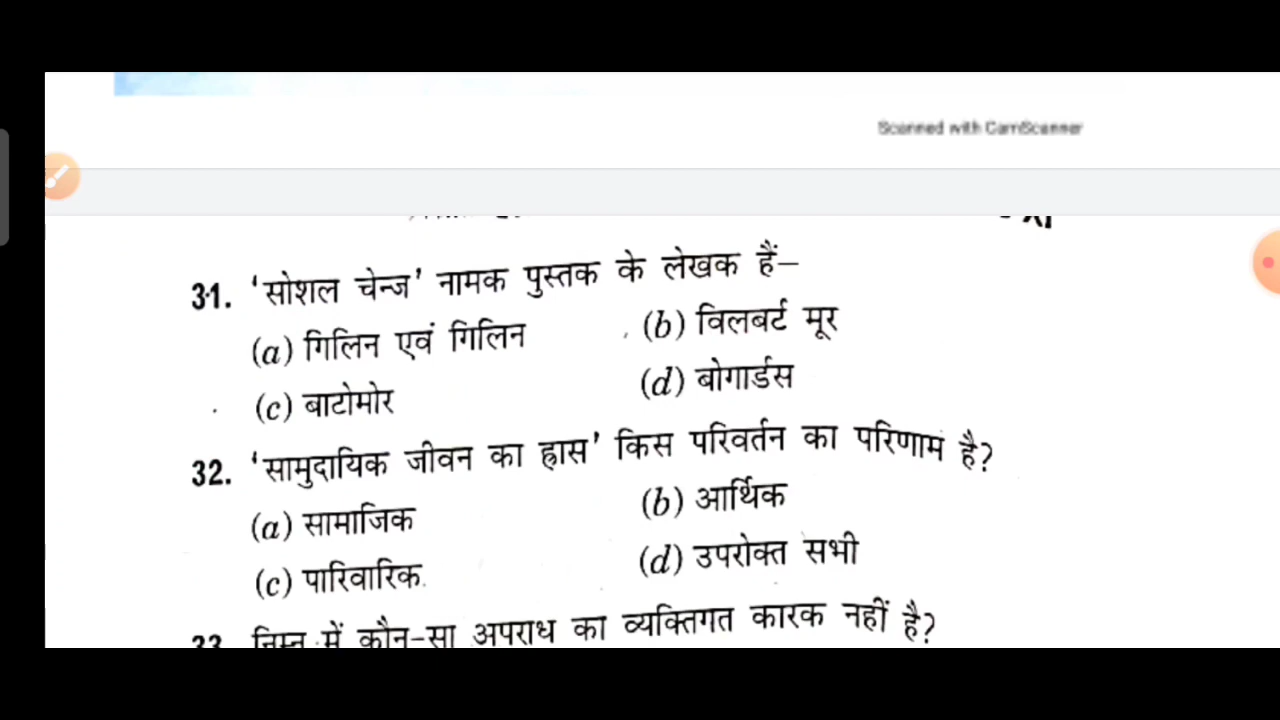 Scanned with CamScanner
31. 'सोशल चेन्ज' नामक पुस्तक के लेखक हैं–
(a) गिलिन एवं गिलिन (b) विलबर्ट मूर
(c) बाटोमोर (d) बोगार्डस
32. 'सामुदायिक जीवन का ह्रास' किस परिवर्तन का परिणाम है?
(a) सामाजिक (b) आर्थिक
(c) पारिवारिक (d) उपरोक्त सभी
33. निम्न में कौन-सा अपराध का व्यक्तिगत कारक नहीं है?